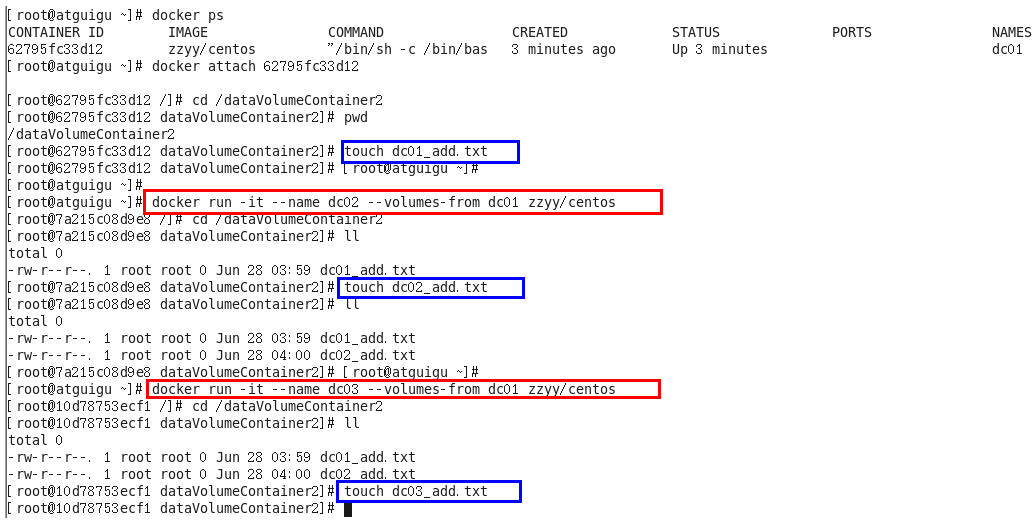 [root@atguigu ~]# docker ps
CONTAINER ID        IMAGE               COMMAND                CREATED             STATUS              PORTS               NAMES
62795fc33d12        zzyy/centos         "/bin/sh -c /bin/bas   3 minutes ago       Up 3 minutes                            dc01
[root@atguigu ~]# docker attach 62795fc33d12
[root@62795fc33d12 /]# cd /dataVolumeContainer2
[root@62795fc33d12 dataVolumeContainer2]# pwd
/dataVolumeContainer2
[root@62795fc33d12 dataVolumeContainer2]# touch dc01_add.txt
[root@62795fc33d12 dataVolumeContainer2]# [root@atguigu ~]#
[root@atguigu ~]#
[root@atguigu ~]# docker run -it --name dc02 --volumes-from dc01 zzyy/centos
[root@7a215c08d9e8 /]# cd /dataVolumeContainer2
[root@7a215c08d9e8 dataVolumeContainer2]# ll
total 0
-rw-r--r--. 1 root root 0 Jun 28 03:59 dc01_add.txt
[root@7a215c08d9e8 dataVolumeContainer2]# touch dc02_add.txt
[root@7a215c08d9e8 dataVolumeContainer2]# ll
total 0
-rw-r--r--. 1 root root 0 Jun 28 03:59 dc01_add.txt
-rw-r--r--. 1 root root 0 Jun 28 04:00 dc02_add.txt
[root@7a215c08d9e8 dataVolumeContainer2]# [root@atguigu ~]#
[root@atguigu ~]# docker run -it --name dc03 --volumes-from dc01 zzyy/centos
[root@10d78753ecf1 /]# cd /dataVolumeContainer2
[root@10d78753ecf1 dataVolumeContainer2]# ll
total 0
-rw-r--r--. 1 root root 0 Jun 28 03:59 dc01_add.txt
-rw-r--r--. 1 root root 0 Jun 28 04:00 dc02_add.txt
[root@10d78753ecf1 dataVolumeContainer2]# touch dc03_add.txt
[root@10d78753ecf1 dataVolumeContainer2]#